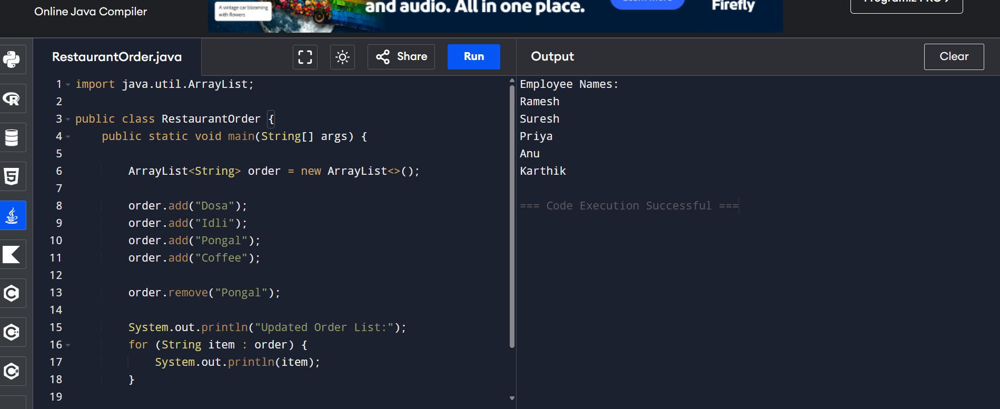 Online Java Compiler
A vintage car blooming
with flowers
and audio. All in one place.
Learn more
Firefly
Programiz PRO >
RestaurantOrder.java
Share
Run
Output
Clear
1 import java.util.ArrayList;
2
3 public class RestaurantOrder {
4 public static void main(String[] args) {
5
6 ArrayList<String> order = new ArrayList<>();
7
8 order.add("Dosa");
9 order.add("Idli");
10 order.add("Pongal");
11 order.add("Coffee");
12
13 order.remove("Pongal");
14
15 System.out.println("Updated Order List:");
16 for (String item : order) {
17 System.out.println(item);
18 }
19
Employee Names:
Ramesh
Suresh
Priya
Anu
Karthik
=== Code Execution Successful ===